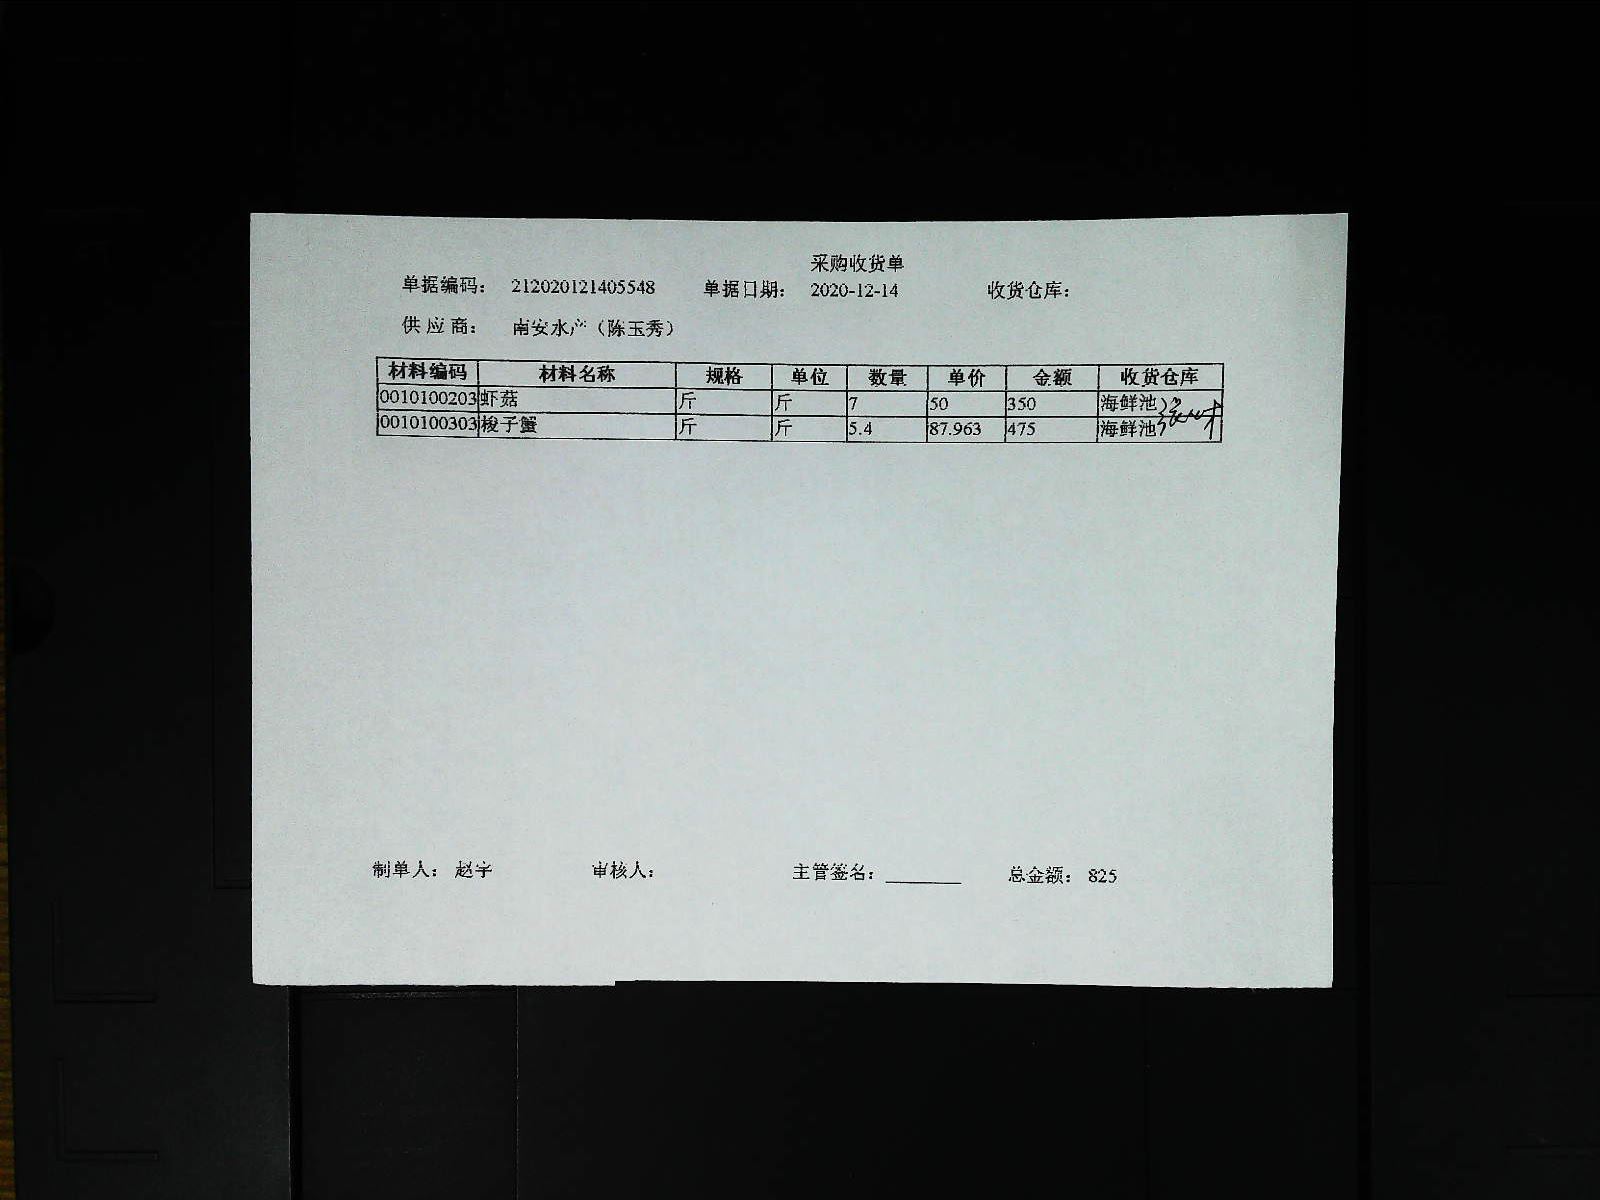 采购收货单
单据编码： 212020121405548 单据日期： 2020-12-14 收货仓库：
供 应 商： 南安水产（陈玉秀）
材料编码 材料名称 规格 单位 数量 单价 金额 收货仓库
0010100203 虾菇 斤 斤 7 50 350 海鲜池
0010100303 梭子蟹 斤 斤 5.4 87.963 475 海鲜池
制单人： 赵宇 审核人： 主管签名：________ 总金额： 825